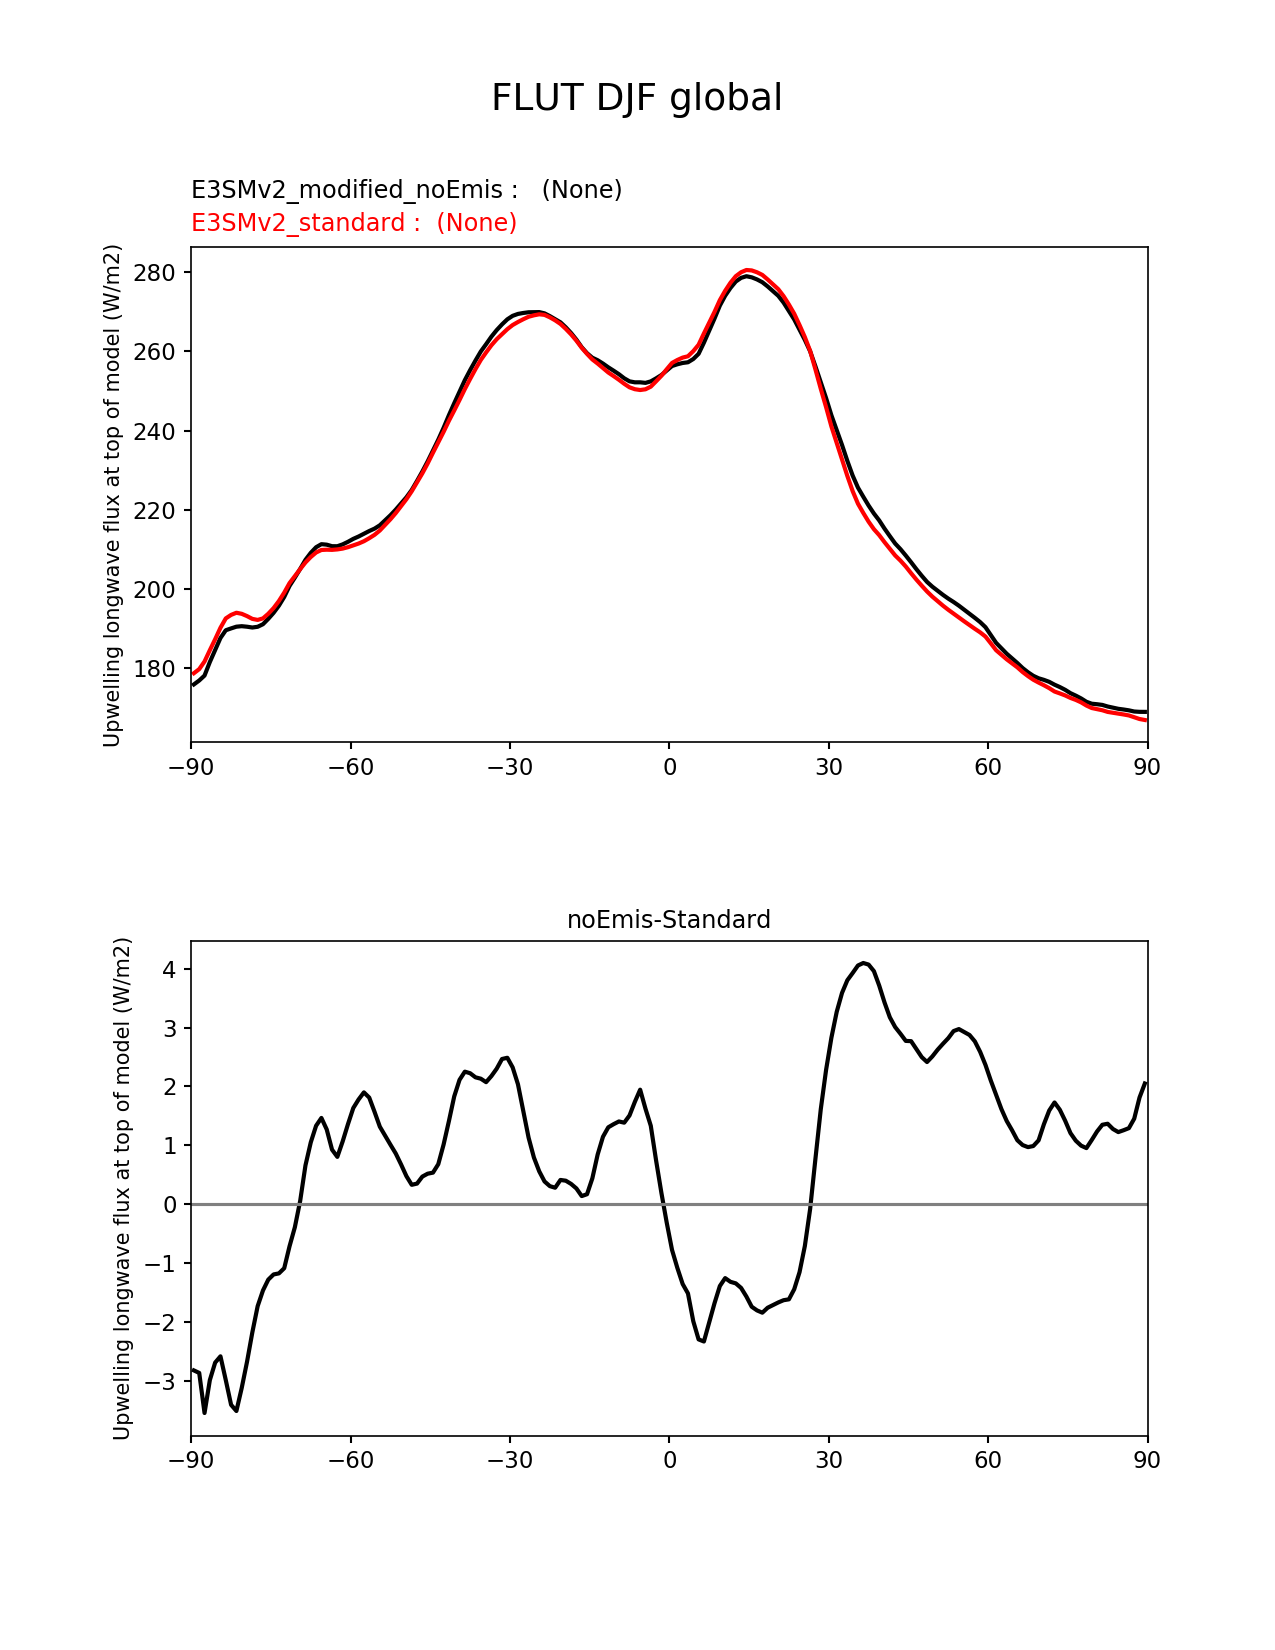 FLUT DJF global
E3SMv2_modified_noEmis :   (None)
E3SMv2_standard :  (None)
Upwelling longwave flux at top of model (W/m2)
280
260
240
220
200
180
−90 −60 −30 0 30 60 90
noEmis-Standard
Upwelling longwave flux at top of model (W/m2)
4
3
2
1
0
−1
−2
−3
−90 −60 −30 0 30 60 90